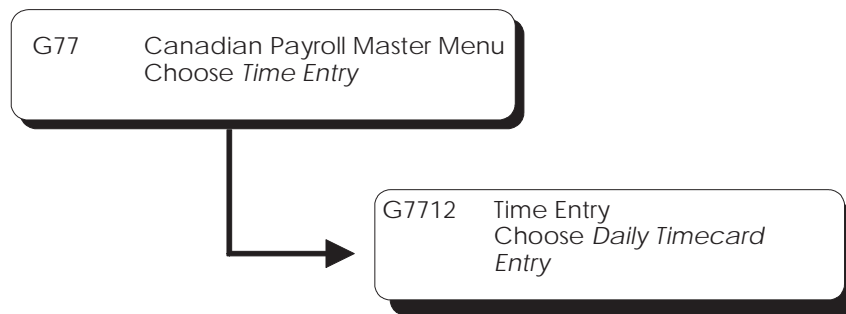 G77 Canadian Payroll Master Menu
Choose Time Entry
G7712 Time Entry
Choose Daily Timecard
Entry